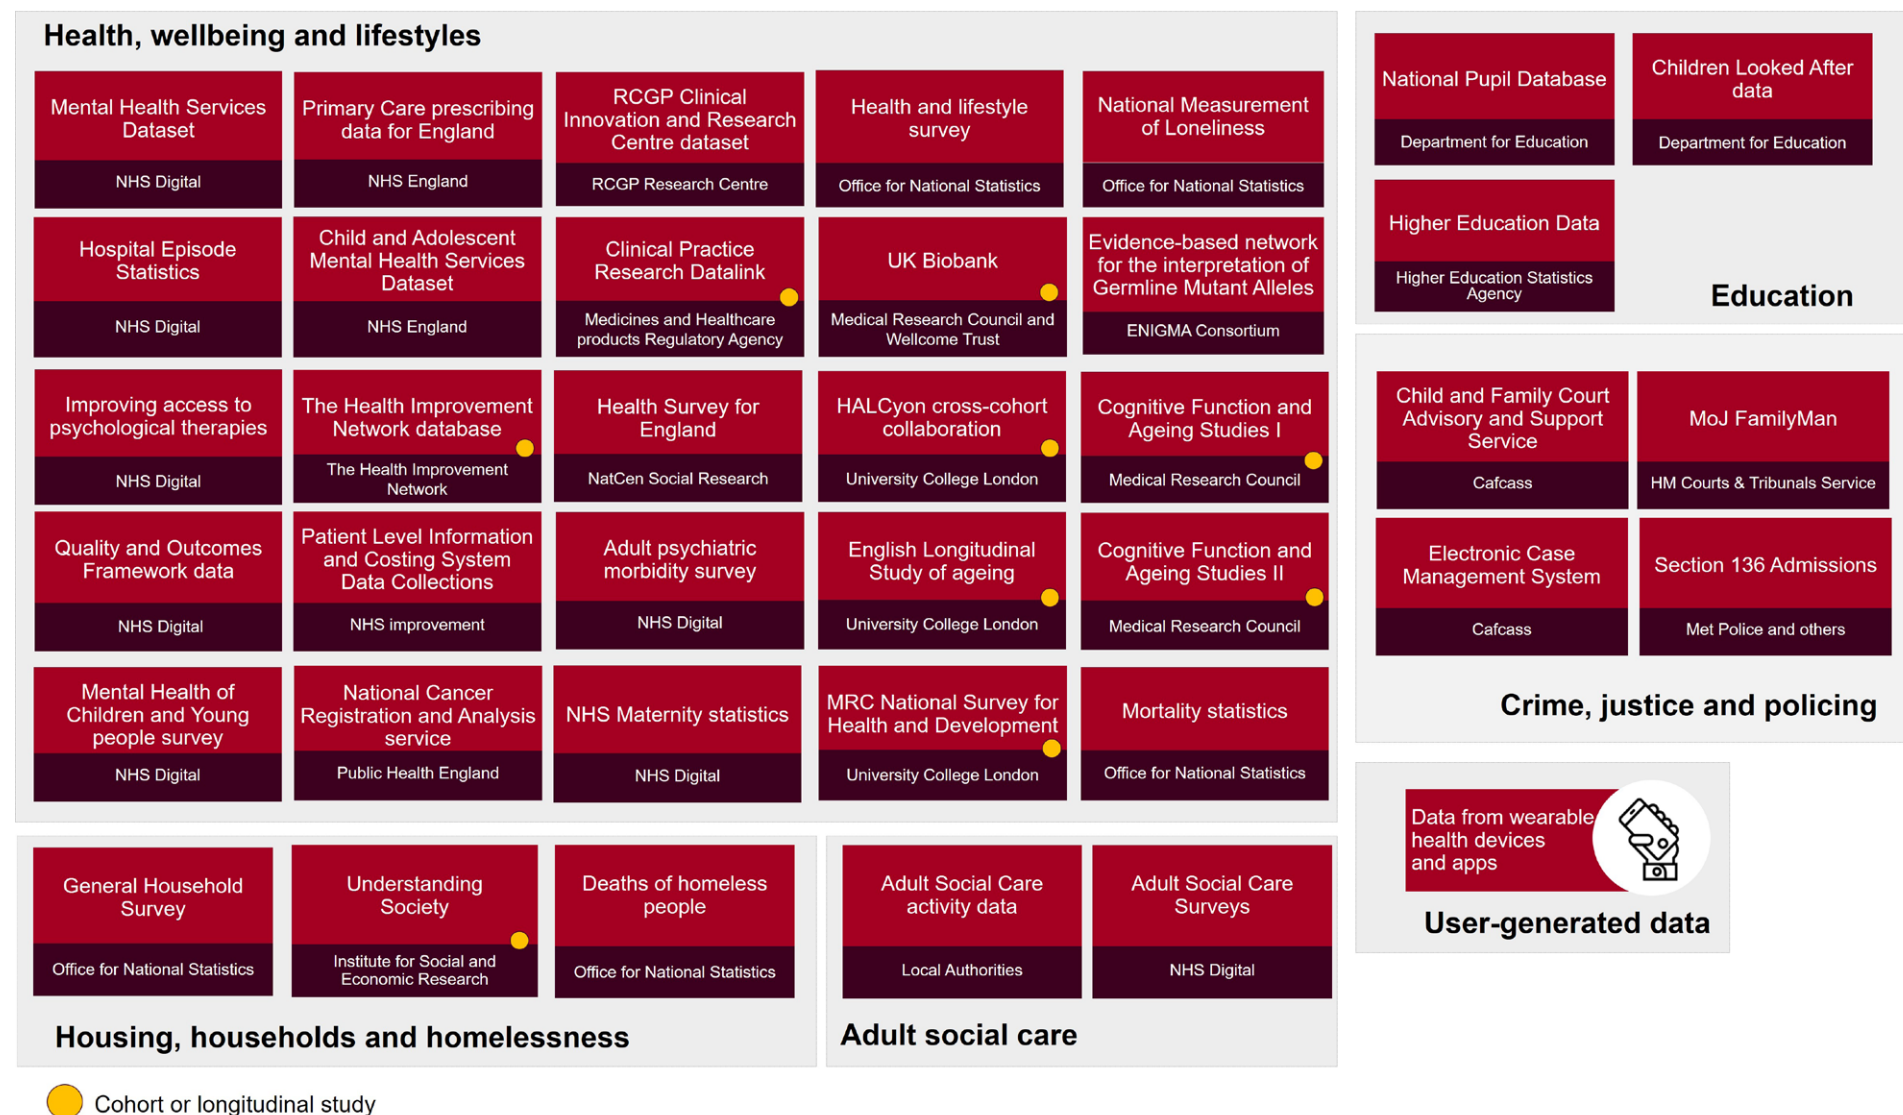 Health, wellbeing and lifestyles
Mental Health Services
Dataset
NHS Digital
Primary Care prescribing
data for England
NHS England
RCGP Clinical
Innovation and Research
Centre dataset
RCGP Research Centre
Health and lifestyle
survey
Office for National Statistics
National Measurement
of Loneliness
Office for National Statistics
Hospital Episode
Statistics
NHS Digital
Child and Adolescent
Mental Health Services
Dataset
NHS England
Clinical Practice
Research Datalink
Medicines and Healthcare
products Regulatory Agency
UK Biobank
Medical Research Council and
Wellcome Trust
Evidence-based network
for the interpretation of
Germline Mutant Alleles
ENIGMA Consortium
Improving access to
psychological therapies
NHS Digital
The Health Improvement
Network database
The Health Improvement
Network
Health Survey for
England
NatCen Social Research
HALCyon cross-cohort
collaboration
University College London
Cognitive Function and
Ageing Studies I
Medical Research Council
Quality and Outcomes
Framework data
NHS Digital
Patient Level Information
and Costing System
Data Collections
NHS improvement
Adult psychiatric
morbidity survey
NHS Digital
English Longitudinal
Study of ageing
University College London
Cognitive Function and
Ageing Studies II
Medical Research Council
Mental Health of
Children and Young
people survey
NHS Digital
National Cancer
Registration and Analysis
service
Public Health England
NHS Maternity statistics
NHS Digital
MRC National Survey for
Health and Development
University College London
Mortality statistics
Office for National Statistics
National Pupil Database
Department for Education
Children Looked After
data
Department for Education
Higher Education Data
Higher Education Statistics
Agency
Education
Child and Family Court
Advisory and Support
Service
Cafcass
MoJ FamilyMan
HM Courts & Tribunals Service
Electronic Case
Management System
Cafcass
Section 136 Admissions
Met Police and others
Crime, justice and policing
Data from wearable
health devices
and apps
User-generated data
General Household
Survey
Office for National Statistics
Understanding
Society
Institute for Social and
Economic Research
Deaths of homeless
people
Office for National Statistics
Housing, households and homelessness
Adult Social Care
activity data
Local Authorities
Adult Social Care
Surveys
NHS Digital
Adult social care
Cohort or longitudinal study